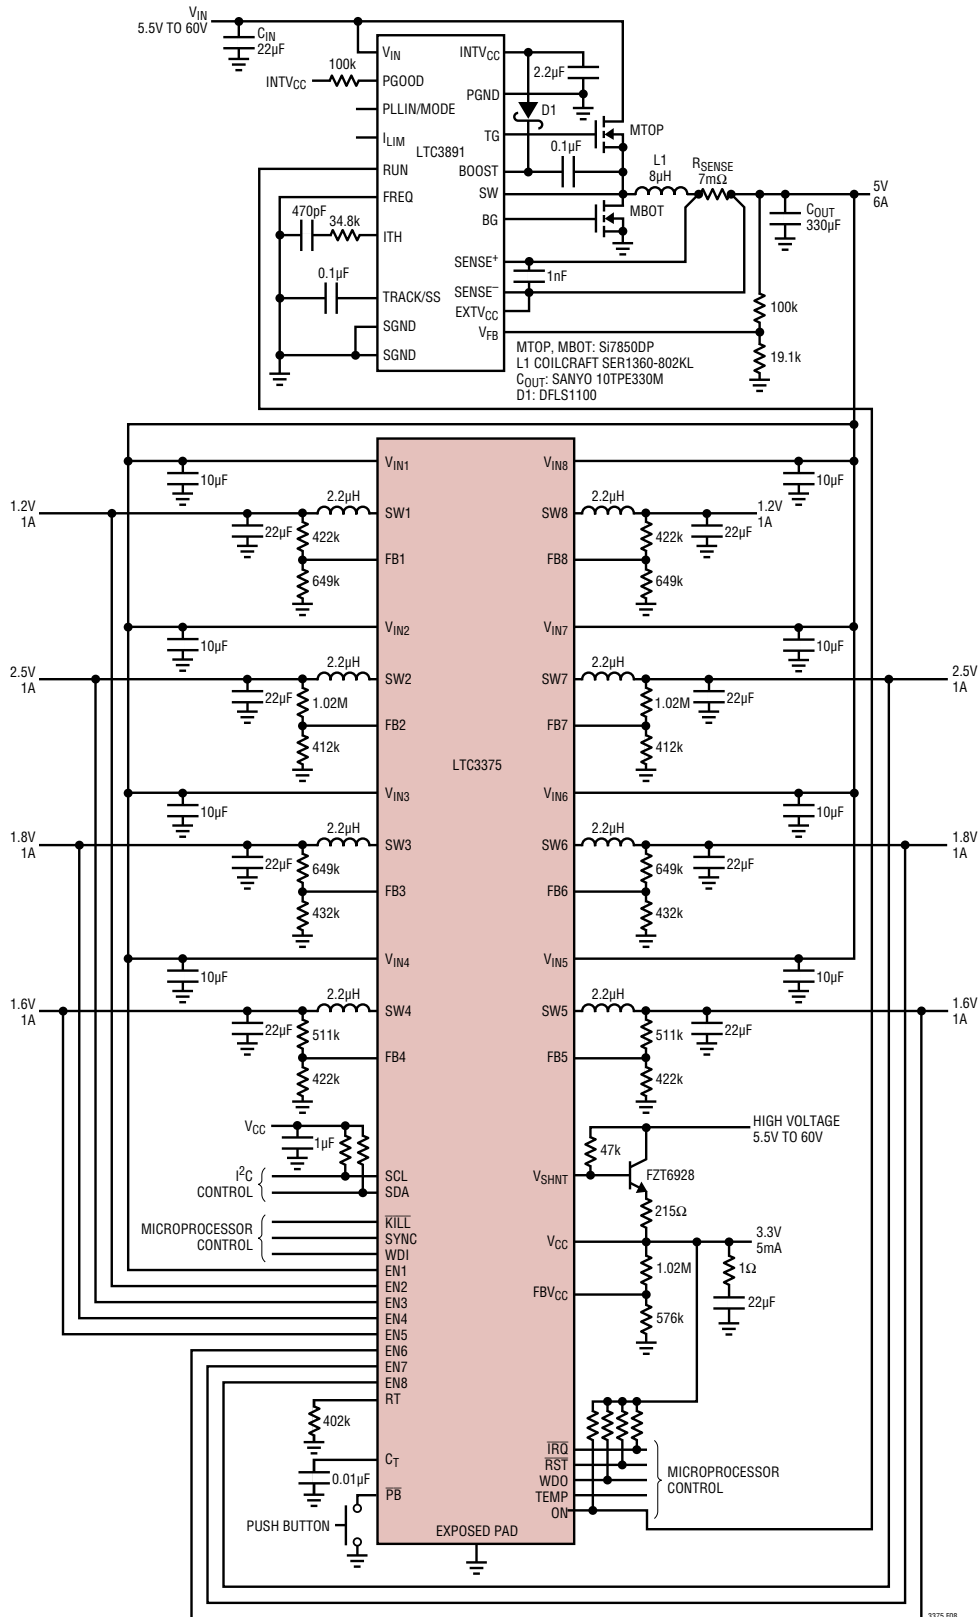 VIN
5.5V TO 60V
CIN
22µF
VIN
INTVCC
2.2µF
100k
INTVCC
PGOOD
PGND
D1
PLLIN/MODE
TG
MTOP
ILIM
LTC3891
0.1µF
RUN
BOOST
L1
8µH
RSENSE
7mΩ
FREQ
SW
5V
6A
470pF
34.8k
BG
MBOT
COUT
330µF
ITH
SENSE+
0.1µF
1nF
TRACK/SS
SENSE–
EXTVCC
100k
SGND
VFB
SGND
19.1k
MTOP, MBOT: Si7850DP
L1 COILCRAFT SER1360-802KL
COUT: SANYO 10TPE330M
D1: DFLS1100
VIN1
VIN8
10µF
10µF
1.2V
1A
2.2µH
SW1
SW8
2.2µH
1.2V
1A
22µF
422k
422k
22µF
FB1
FB8
649k
649k
VIN2
VIN7
10µF
10µF
2.5V
1A
2.2µH
SW2
SW7
2.2µH
2.5V
1A
22µF
1.02M
1.02M
22µF
FB2
FB7
412k
412k
LTC3375
VIN3
VIN6
10µF
10µF
1.8V
1A
2.2µH
SW3
SW6
2.2µH
1.8V
1A
22µF
649k
649k
22µF
FB3
FB6
432k
432k
VIN4
VIN5
10µF
10µF
1.6V
1A
2.2µH
SW4
SW5
2.2µH
1.6V
1A
22µF
511k
511k
22µF
FB4
FB5
422k
422k
VCC
1µF
HIGH VOLTAGE
5.5V TO 60V
47k
I2C
CONTROL
SCL
SDA
VSHNT
FZT6928
215Ω
MICROPROCESSOR
CONTROL
KILL
SYNC
WDI
VCC
3.3V
5mA
EN1
1.02M
1Ω
EN2
EN3
FBVCC
22µF
EN4
576k
EN5
EN6
EN7
EN8
RT
402k
IRQ
CT
RST
0.01µF
WDO
MICROPROCESSOR
CONTROL
PB
TEMP
ON
PUSH BUTTON
EXPOSED PAD
3375 F08